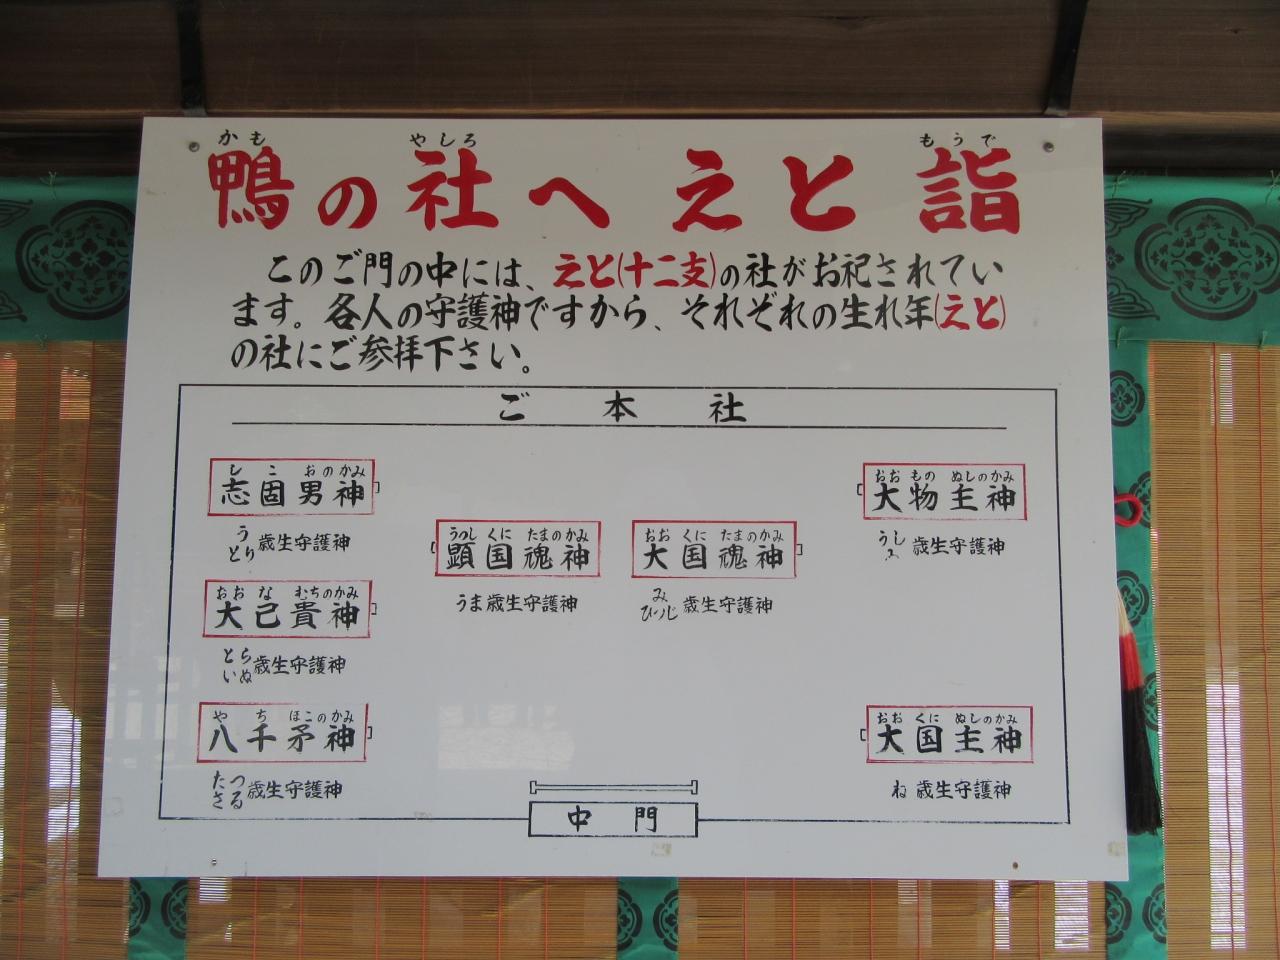 かも やしろ もうで
鴨の社へ えと 詣
このご門の中には、えと(十二支)の社がお祀されてい
ます。各人の守護神ですから、それぞれの生れ年(えと)
の社にご参拝下さい。
ご本社
しこおのかみ
志固男神
うとり歳生守護神
おおなむちのかみ
大己貴神
とらいぬ歳生守護神
やちほこのかみ
八千矛神
たつさる歳生守護神
うつしくにたまのかみ
顕国魂神
うま歳生守護神
おおくにたまのかみ
大国魂神
みひつじ歳生守護神
おおものぬしのかみ
大物主神
うし
歳生守護神
おおくにぬしのかみ
大国主神
ね歳生守護神
中門